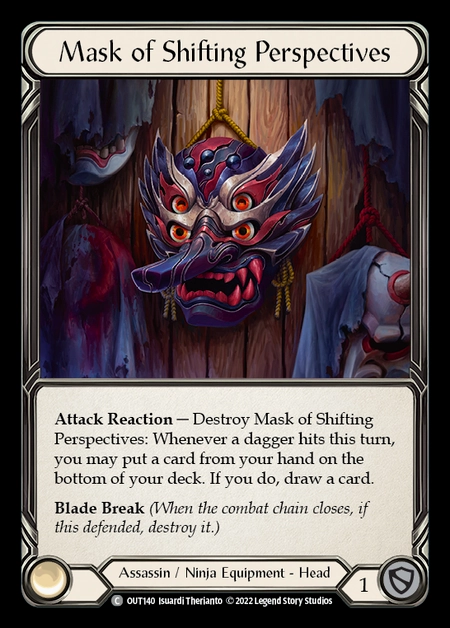 Mask of Shifting Perspectives
Attack Reaction — Destroy Mask of Shifting
Perspectives: Whenever a dagger hits this turn,
you may put a card from your hand on the
bottom of your deck. If you do, draw a card.
Blade Break (When the combat chain closes, if
this defended, destroy it.)
Assassin / Ninja Equipment - Head
1
C OUT140 Isuardi Therianto © 2022 Legend Story Studios